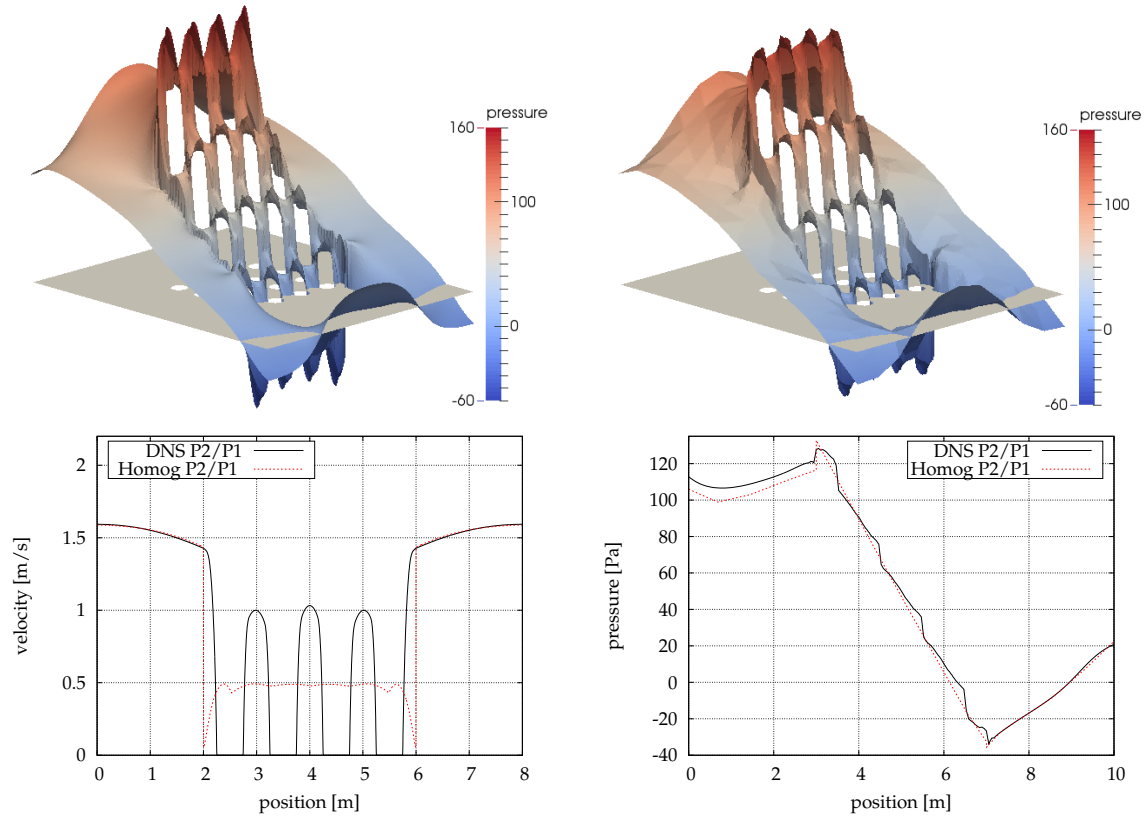 pressure
160
100
0
-60
pressure
160
100
0
-60
DNS P2/P1
Homog P2/P1
2
1.5
1
0.5
0
velocity [m/s]
0 1 2 3 4 5 6 7 8
position [m]
DNS P2/P1
Homog P2/P1
120
100
80
60
40
20
0
-20
-40
pressure [Pa]
0 2 4 6 8 10
position [m]